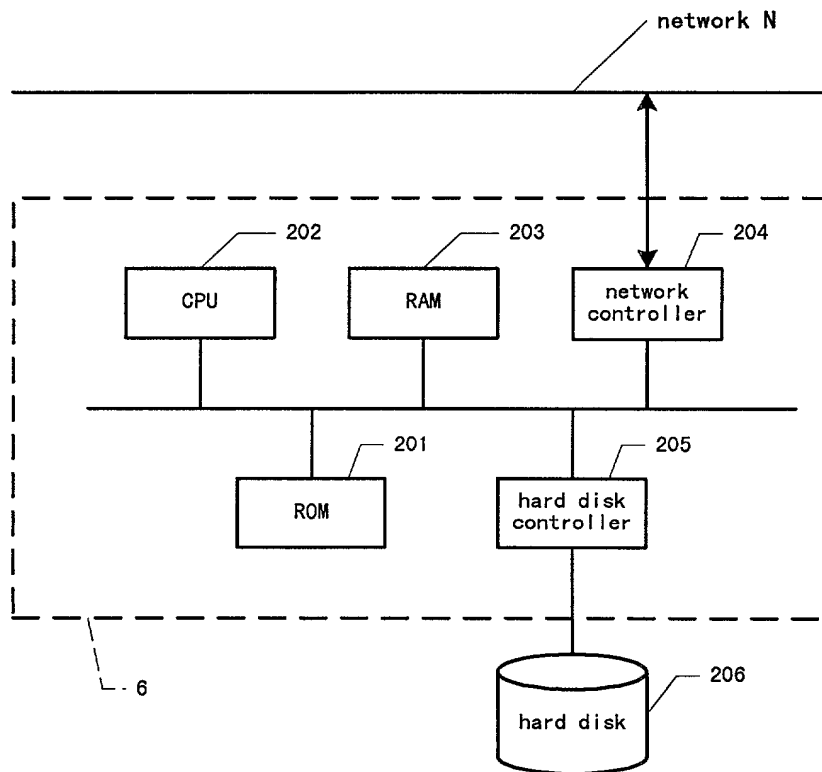 network N
202
203
204
CPU
RAM
network
controller
201
205
ROM
hard disk
controller
6
206
hard disk